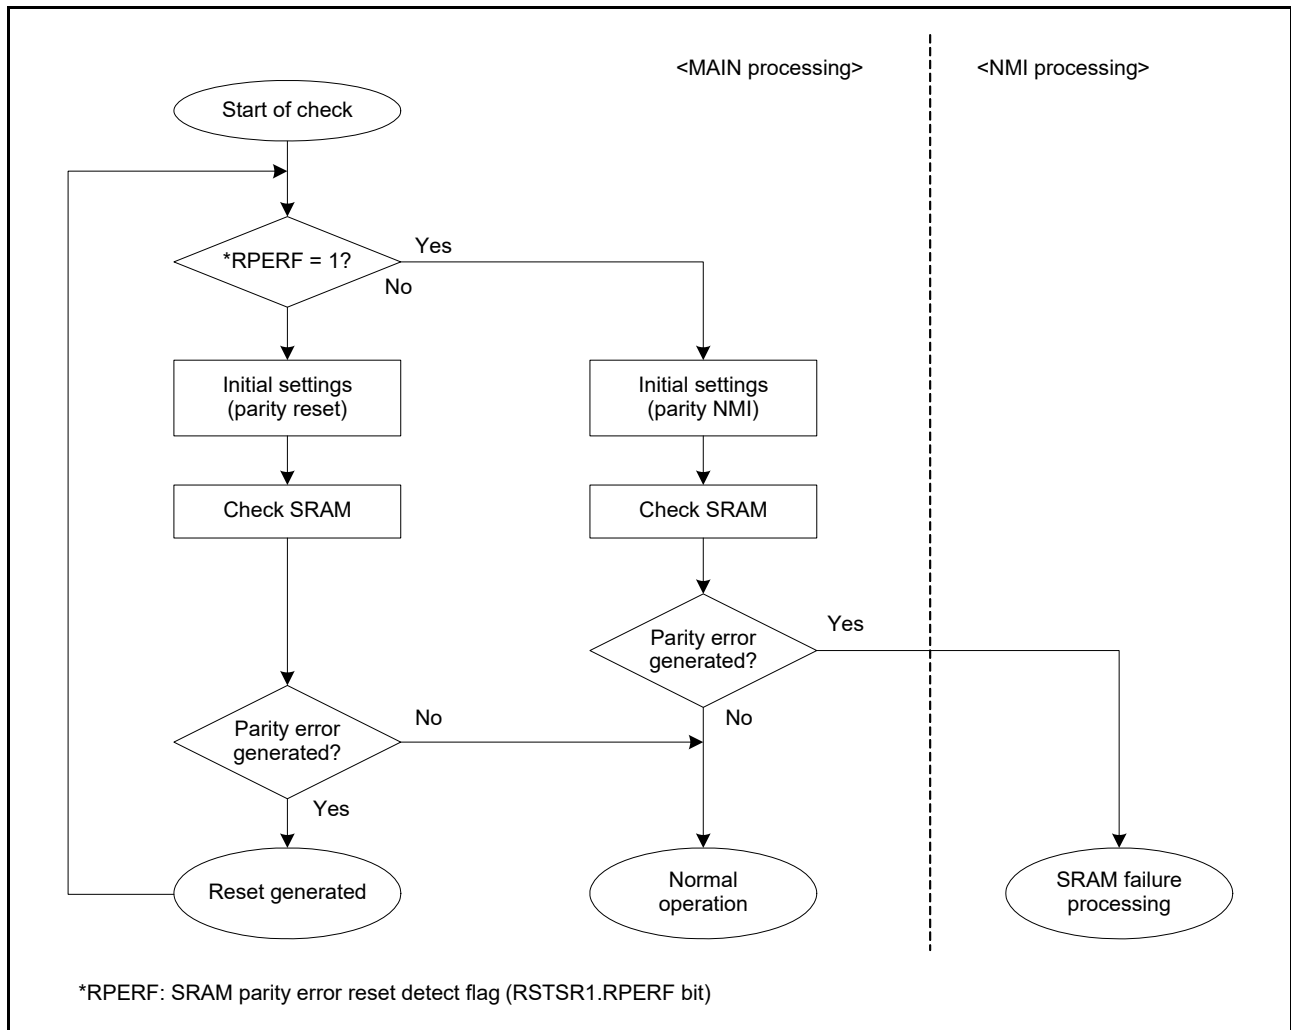 <MAIN processing>
<NMI processing>
Start of check
*RPERF = 1?
Yes
No
Initial settings
(parity reset)
Initial settings
(parity NMI)
Check SRAM
Check SRAM
Parity error
generated?
Yes
No
Parity error
generated?
No
Yes
Reset generated
Normal
operation
SRAM failure
processing
*RPERF: SRAM parity error reset detect flag (RSTSR1.RPERF bit)